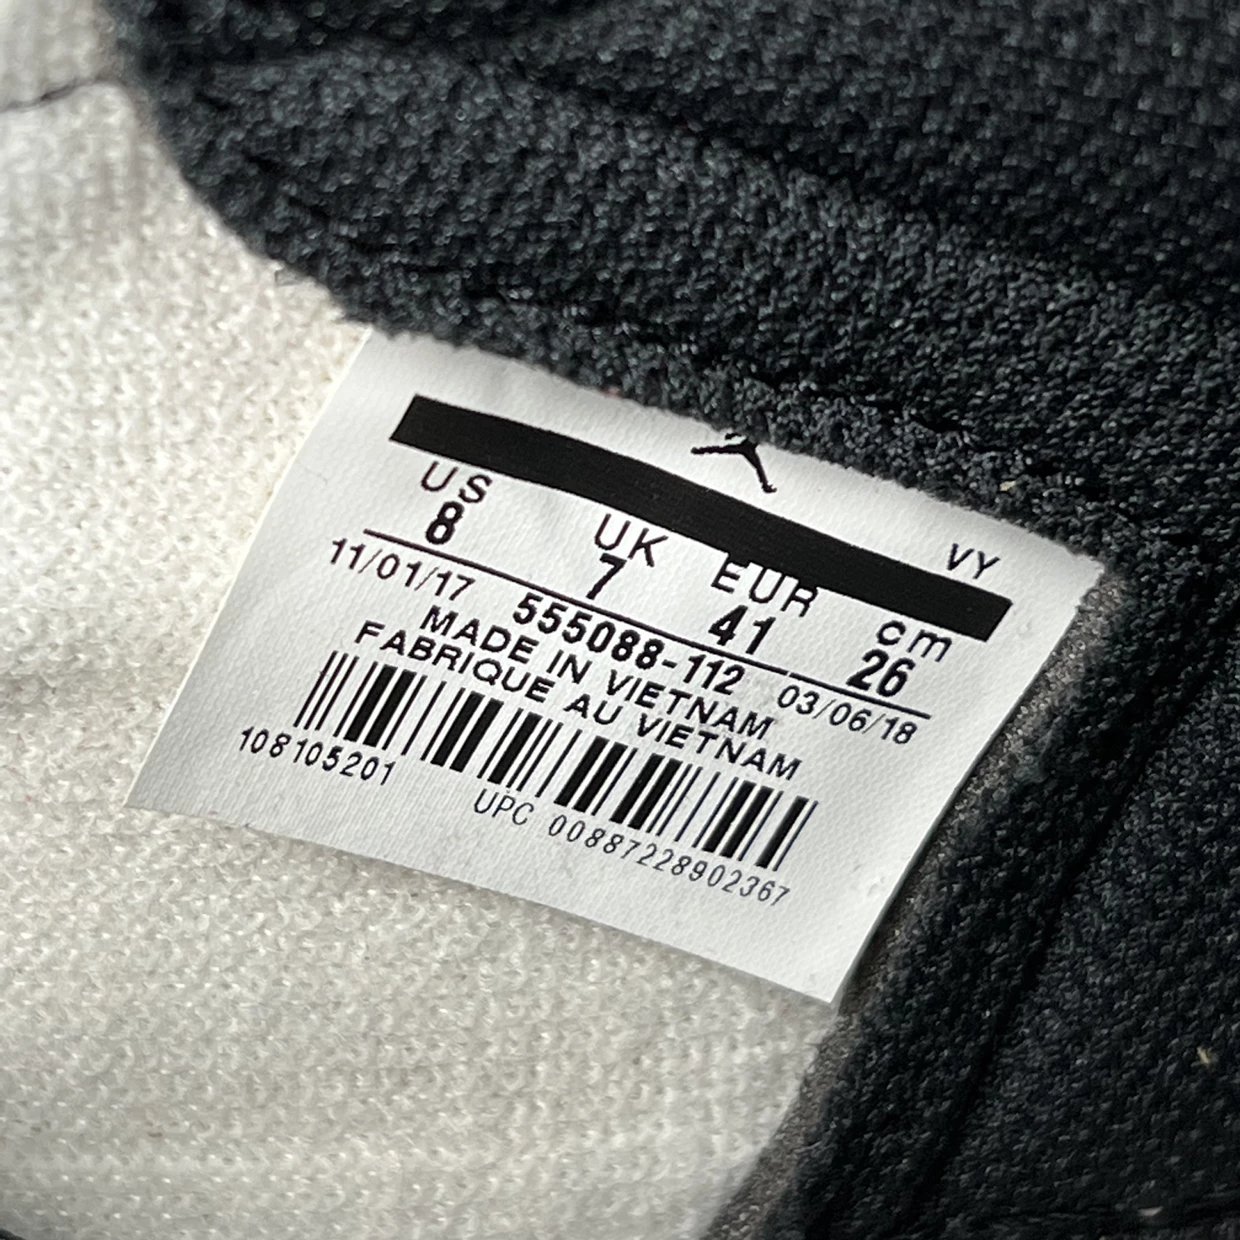 VY
US UK EUR cm
8 7 41 26
11/01/17 555088-112 03/06/18
MADE IN VIETNAM
FABRIQUE AU VIETNAM
108105201
UPC 00887228902367